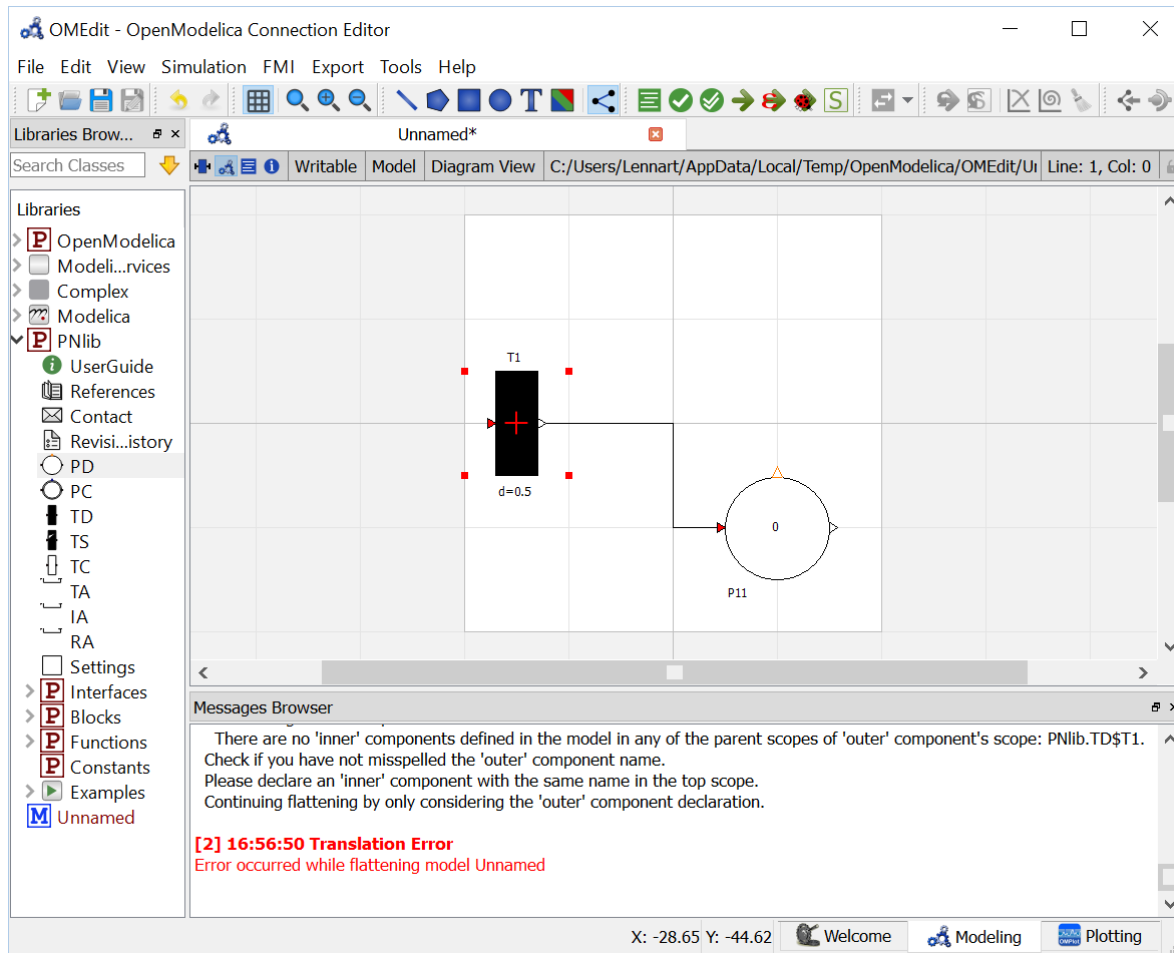 OMEdit - OpenModelica Connection Editor
File Edit View Simulation FMI Export Tools Help
T
S
Libraries Brow...
Unnamed*
Search Classes
Writable
Model
Diagram View
C:/Users/Lennart/AppData/Local/Temp/OpenModelica/OMEdit/U
Line: 1, Col: 0
Libraries
P OpenModelica
Modeli...rvices
Complex
Modelica
P PNlib
UserGuide
References
Contact
Revisi...istory
PD
PC
TD
TS
TC
TA
IA
RA
Settings
P Interfaces
P Blocks
P Functions
P Constants
Examples
M Unnamed
T1
d=0.5
0
P11
Messages Browser
There are no 'inner' components defined in the model in any of the parent scopes of 'outer' component's scope: PNlib.TD$T1.
Check if you have not misspelled the 'outer' component name.
Please declare an 'inner' component with the same name in the top scope.
Continuing flattening by only considering the 'outer' component declaration.
[2] 16:56:50 Translation Error
Error occurred while flattening model Unnamed
X: -28.65 Y: -44.62
Welcome
Modeling
Plotting